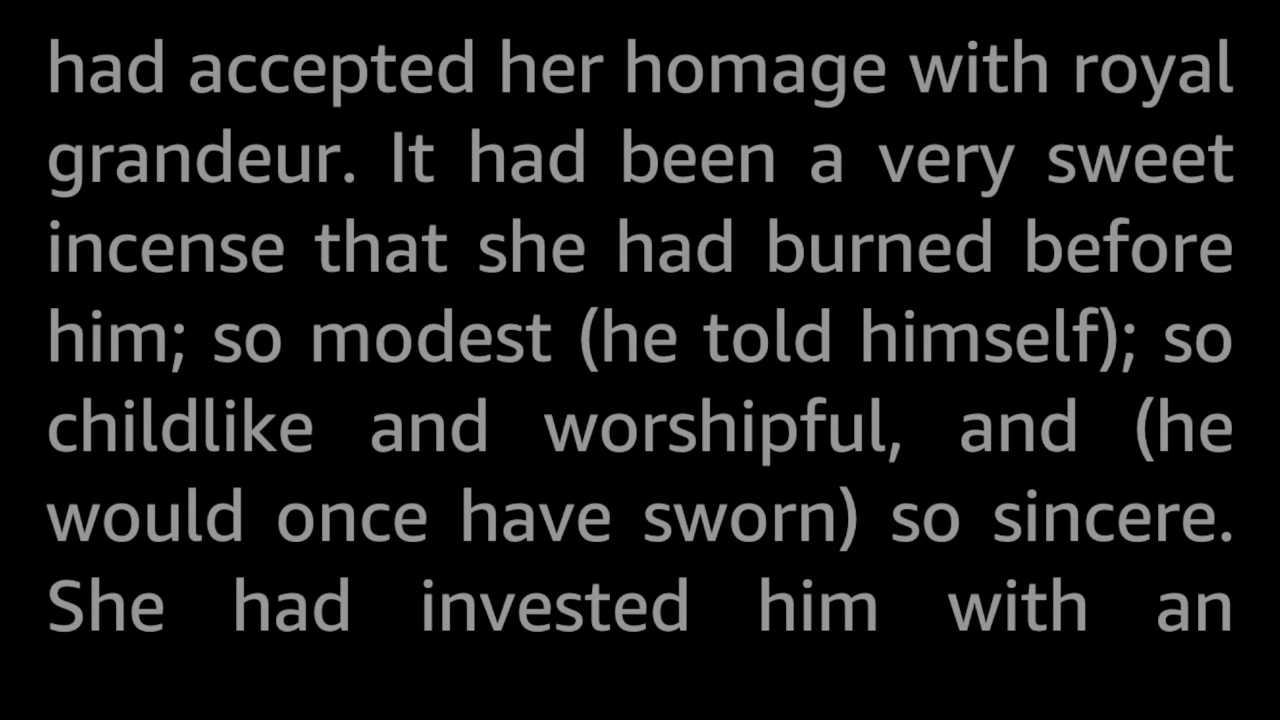 had accepted her homage with royal
grandeur. It had been a very sweet
incense that she had burned before
him; so modest (he told himself); so
childlike and worshipful, and (he
would once have sworn) so sincere.
She had invested him with an